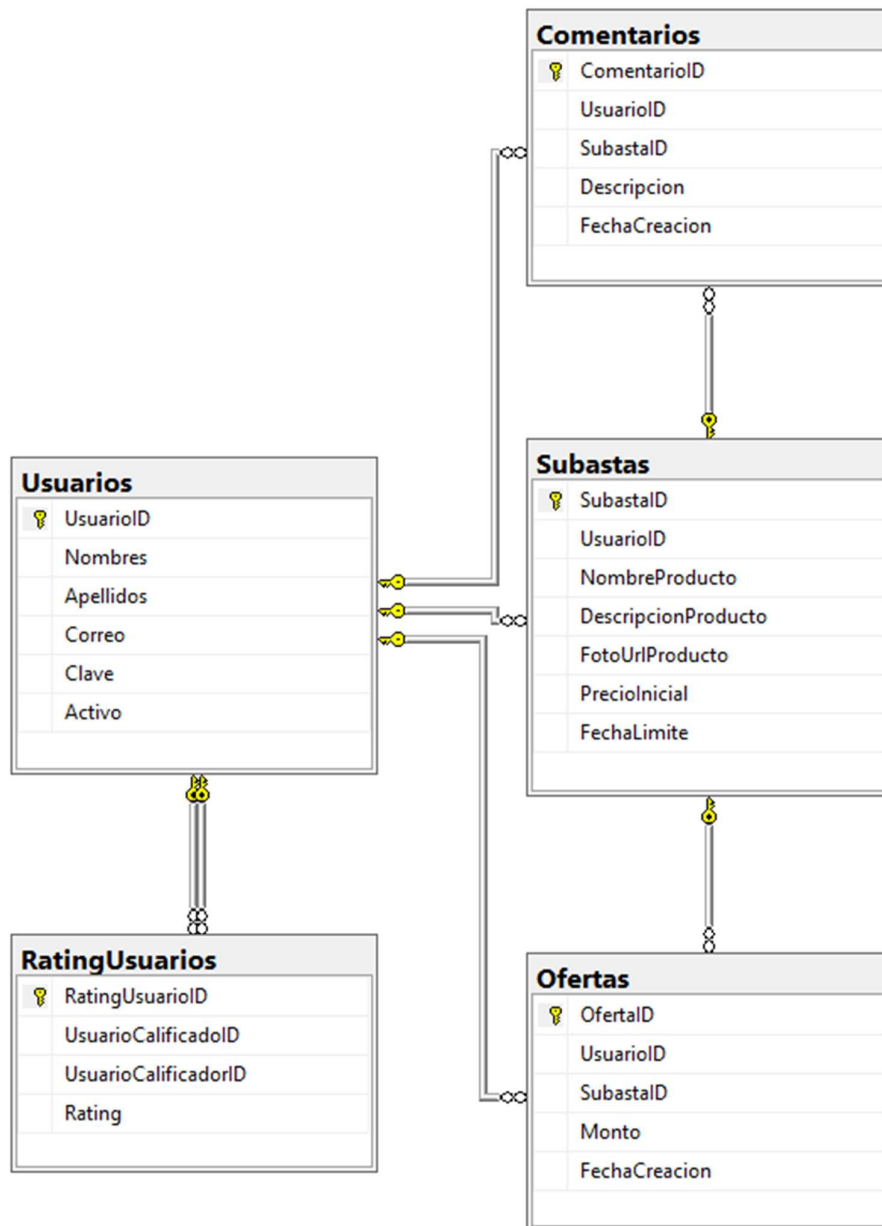 Comentarios
ComentarioID
UsuarioID
SubastaID
Descripcion
FechaCreacion
Usuarios
UsuarioID
Nombres
Apellidos
Correo
Clave
Activo
Subastas
SubastaID
UsuarioID
NombreProducto
DescripcionProducto
FotoUrlProducto
PrecioInicial
FechaLimite
RatingUsuarios
RatingUsuarioID
UsuarioCalificadoID
UsuarioCalificadorID
Rating
Ofertas
OfertaID
UsuarioID
SubastaID
Monto
FechaCreacion